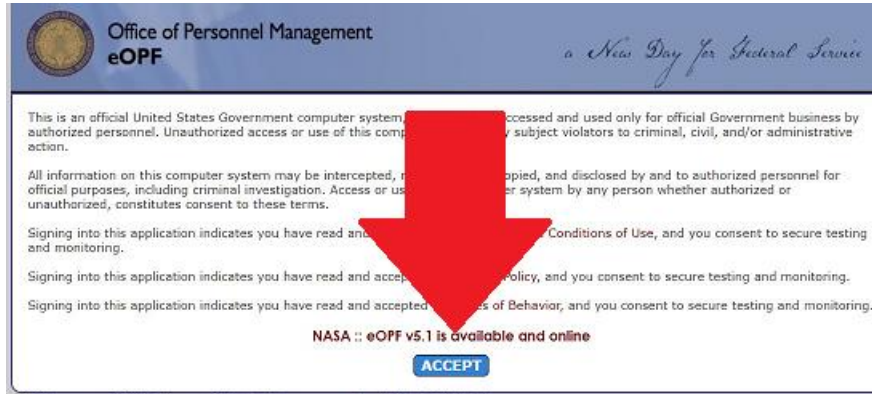 Office of Personnel Management
eOPF
a New Day for Federal Service
This is an official United States Government computer system, ccessed and used only for official Government business by
authorized personnel. Unauthorized access or use of this comp y subject violators to criminal, civil, and/or administrative
action.
All information on this computer system may be intercepted, r opied, and disclosed by and to authorized personnel for
official purposes, including criminal investigation. Access or us er system by any person whether authorized or
unauthorized, constitutes consent to these terms.
Signing into this application indicates you have read and Conditions of Use, and you consent to secure testing
and monitoring.
Signing into this application indicates you have read and accep Policy, and you consent to secure testing and monitoring.
Signing into this application indicates you have read and accepted es of Behavior, and you consent to secure testing and monitoring.
NASA :: eOPF v5.1 is available and online
ACCEPT